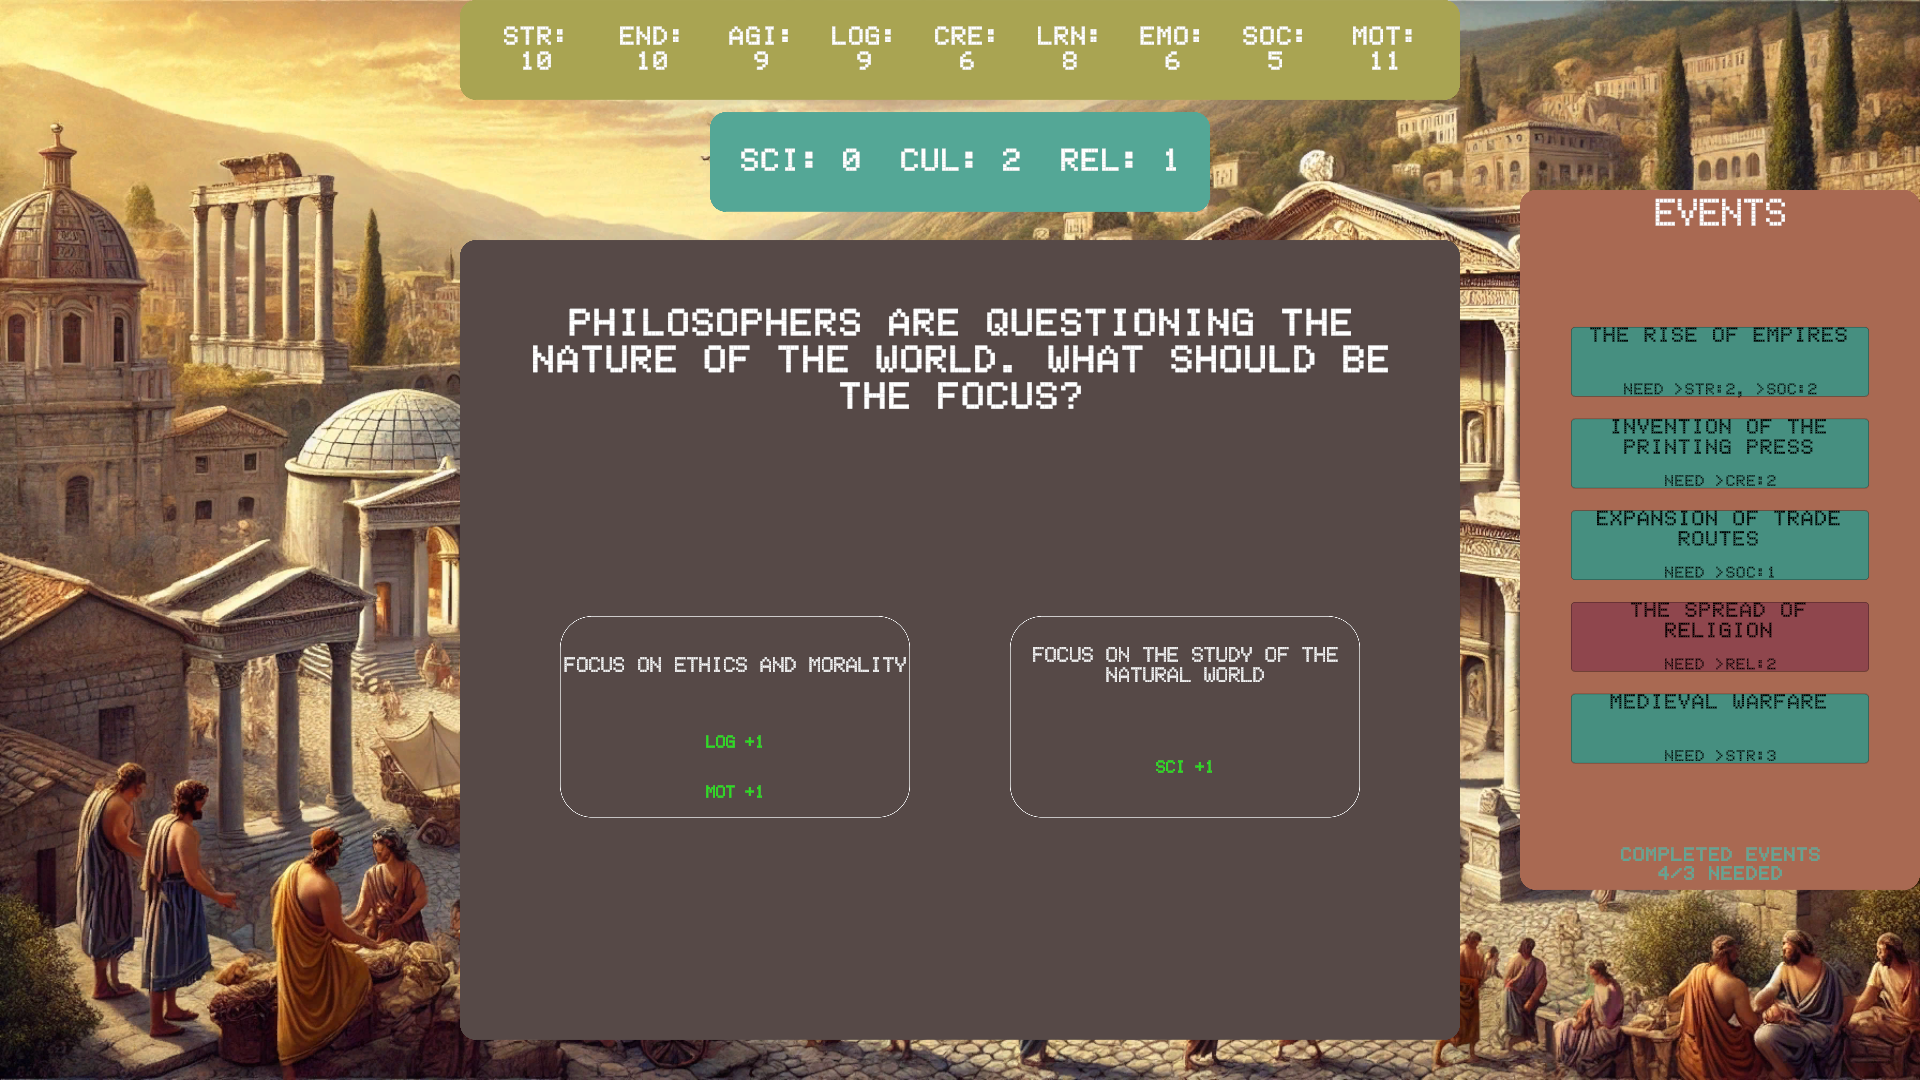 STR: END: AGI: LOG: CRE: LRN: EMO: SOC: MOT:
10 10 9 9 6 8 6 5 11
SCI: 0 CUL: 2 REL: 1
PHILOSOPHERS ARE QUESTIONING THE
NATURE OF THE WORLD. WHAT SHOULD BE
THE FOCUS?
FOCUS ON ETHICS AND MORALITY
LOG +1
MOT +1
FOCUS ON THE STUDY OF THE
NATURAL WORLD
SCI +1
EVENTS
THE RISE OF EMPIRES
NEED >STR:2, >SOC:2
INVENTION OF THE
PRINTING PRESS
NEED >CRE:2
EXPANSION OF TRADE
ROUTES
NEED >SOC:1
THE SPREAD OF
RELIGION
NEED >REL:2
MEDIEVAL WARFARE
NEED >STR:3
COMPLETED EVENTS
4/3 NEEDED